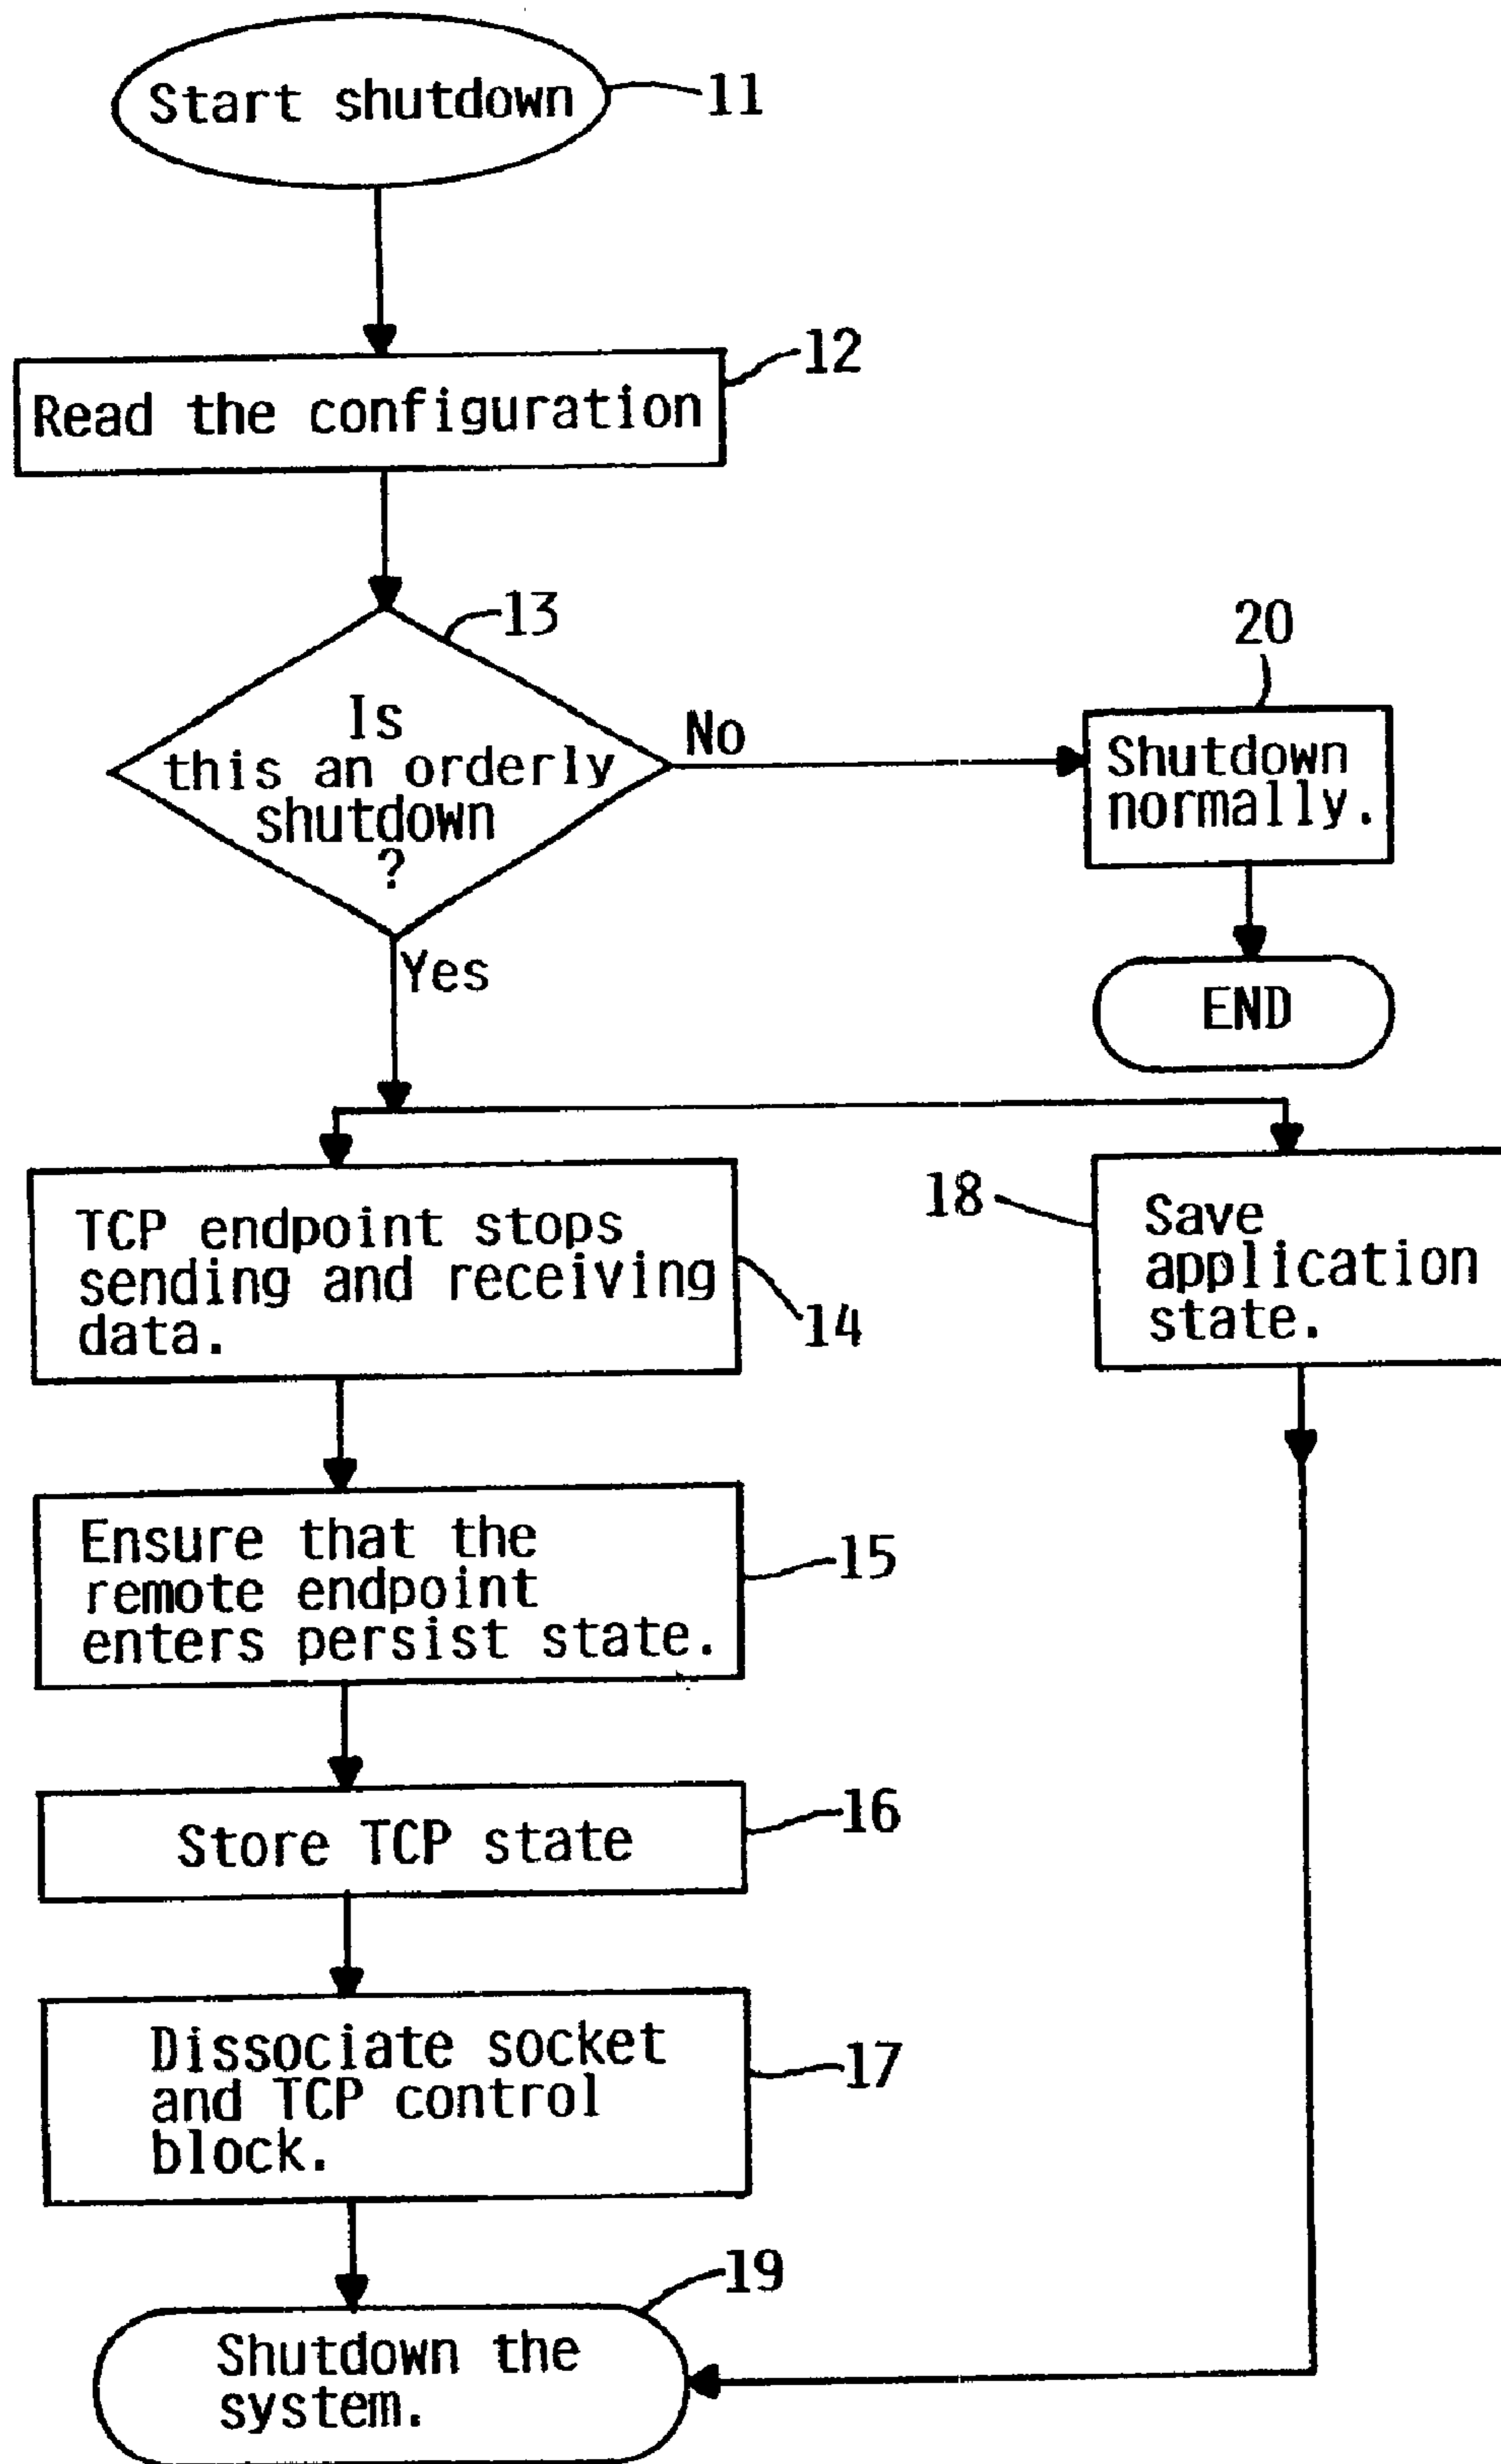 Start shutdown
11
Read the configuration
12
13
Is
this an orderly
shutdown
?
No
Yes
20
Shutdown
normally.
END
TCP endpoint stops
sending and receiving
data.
14
18
Save
application
state.
Ensure that the
remote endpoint
enters persist state.
15
Store TCP state
16
Dissociate socket
and TCP control
block.
17
19
Shutdown the
system.